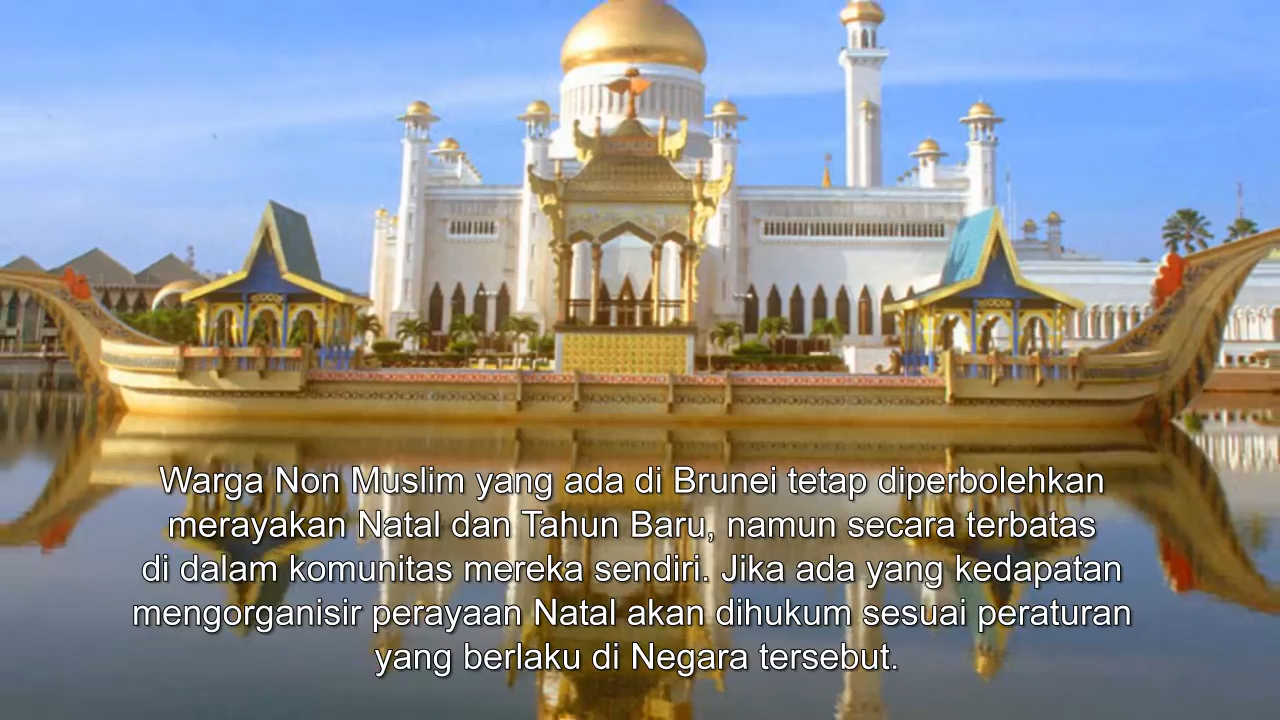 Warga Non Muslim yang ada di Brunei tetap diperbolehkan
merayakan Natal dan Tahun Baru, namun secara terbatas
di dalam komunitas mereka sendiri. Jika ada yang kedapatan
mengorganisir perayaan Natal akan dihukum sesuai peraturan
yang berlaku di Negara tersebut.